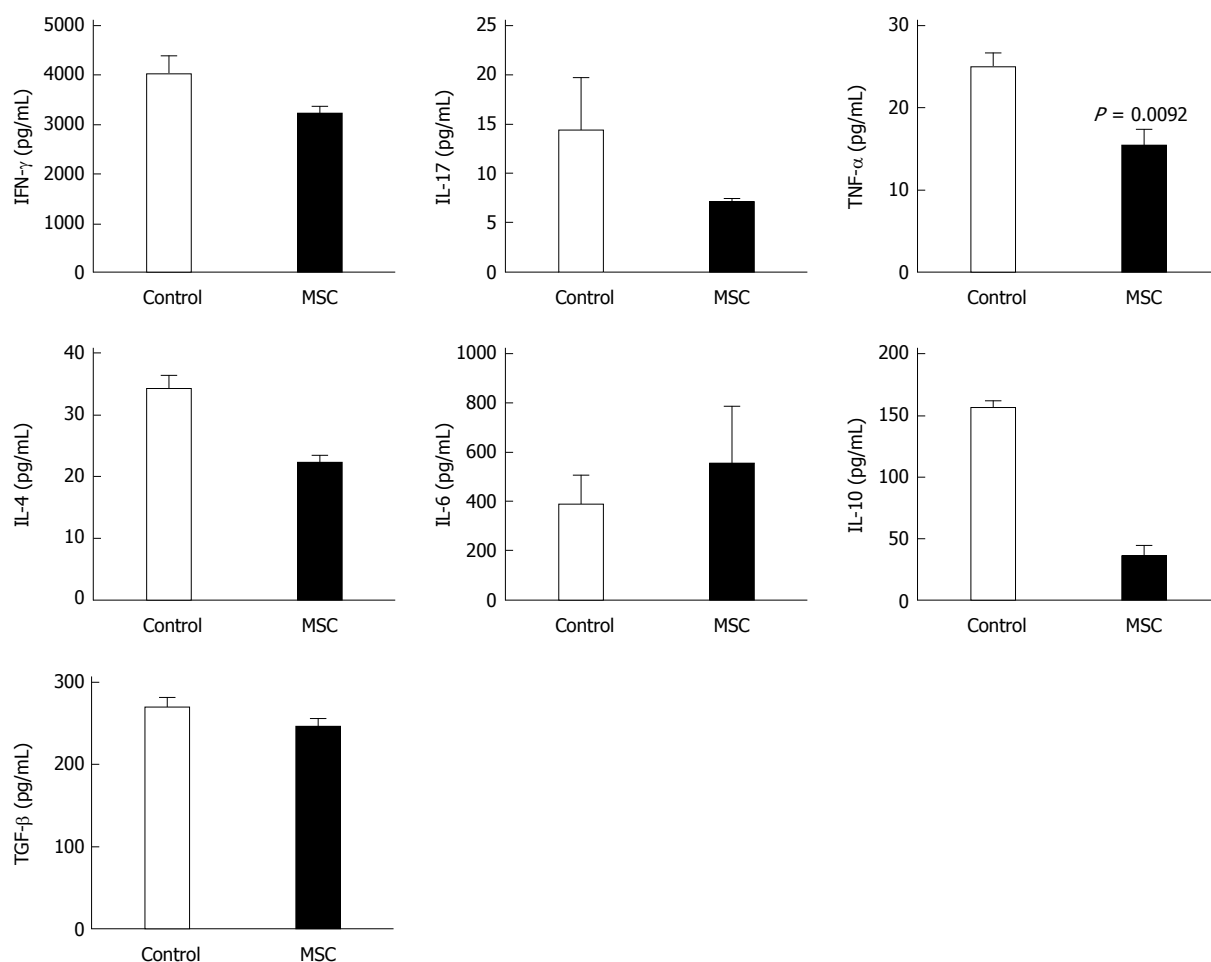 IFN-γ (pg/mL)
5000
4000
3000
2000
1000
0
Control MSC
IL-17 (pg/mL)
25
20
15
10
5
0
Control MSC
TNF-α (pg/mL)
30
20
10
0
P = 0.0092
Control MSC
IL-4 (pg/mL)
40
30
20
10
0
Control MSC
IL-6 (pg/mL)
1000
800
600
400
200
0
Control MSC
IL-10 (pg/mL)
200
150
100
50
0
Control MSC
TGF-β (pg/mL)
300
200
100
0
Control MSC